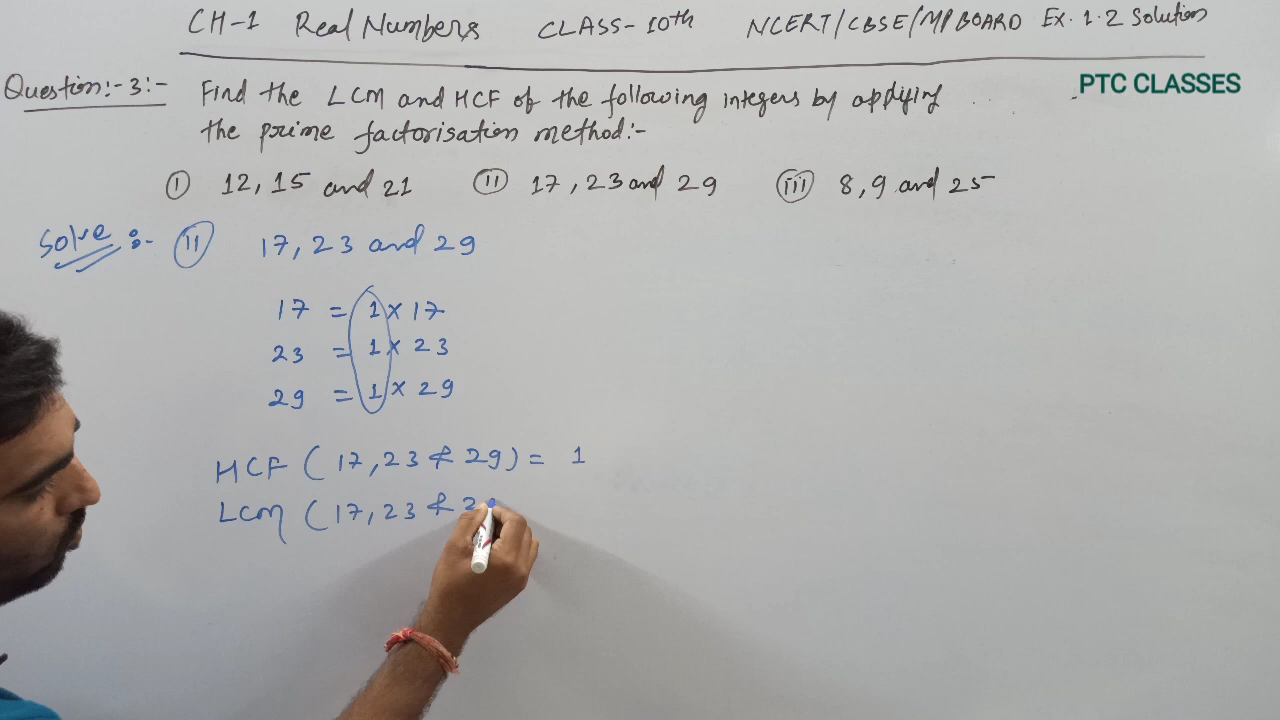 CH-1 Real Numbers CLASS-10th NCERT/CBSE/MP BOARD Ex. 1.2 Solution
PTC CLASSES
Question:-3:- Find the LCM and HCF of the following integers by applying
the prime factorisation method:-
(i) 12, 15 and 21 (ii) 17, 23 and 29 (iii) 8, 9 and 25
Solve:- (ii) 17, 23 and 29
17 = 1 × 17
23 = 1 × 23
29 = 1 × 29
HCF (17, 23 & 29) = 1
LCM (17, 23 & 2